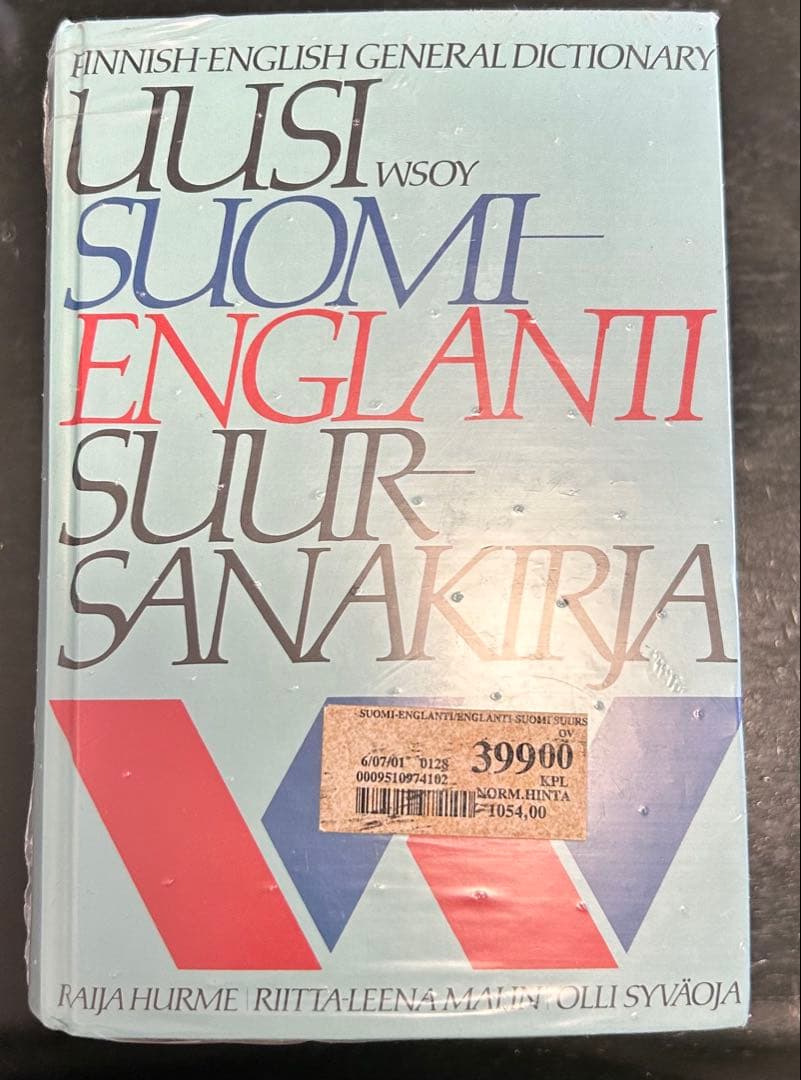 FINNISH-ENGLISH GENERAL DICTIONARY
UUSI WSOY
SUOMI-
ENGLANTI
SUUR-
SANAKIRJA
SUOMI-ENGLANTI/ENGLANTI-SUOMI SUURS
OV
6/07/01 0128 39900
0009510974102 KPL
NORM.HINTA
1054,00
RAIJA HURME | RIITTA-LEENA MALIN | OLLI SYVÄOJA